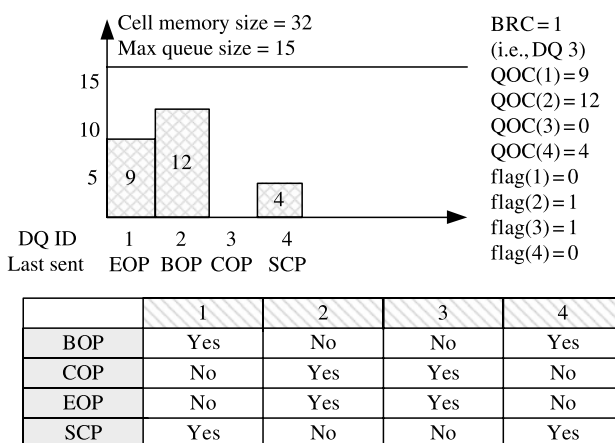 Cell memory size = 32
Max queue size = 15
15
10
5
9
12
4
DQ ID 1 2 3 4
Last sent EOP BOP COP SCP
BRC=1
(i.e., DQ 3)
QOC(1)=9
QOC(2)=12
QOC(3)=0
QOC(4)=4
flag(1)=0
flag(2)=1
flag(3)=1
flag(4)=0
1 2 3 4
BOP Yes No No Yes
COP No Yes Yes No
EOP No Yes Yes No
SCP Yes No No Yes